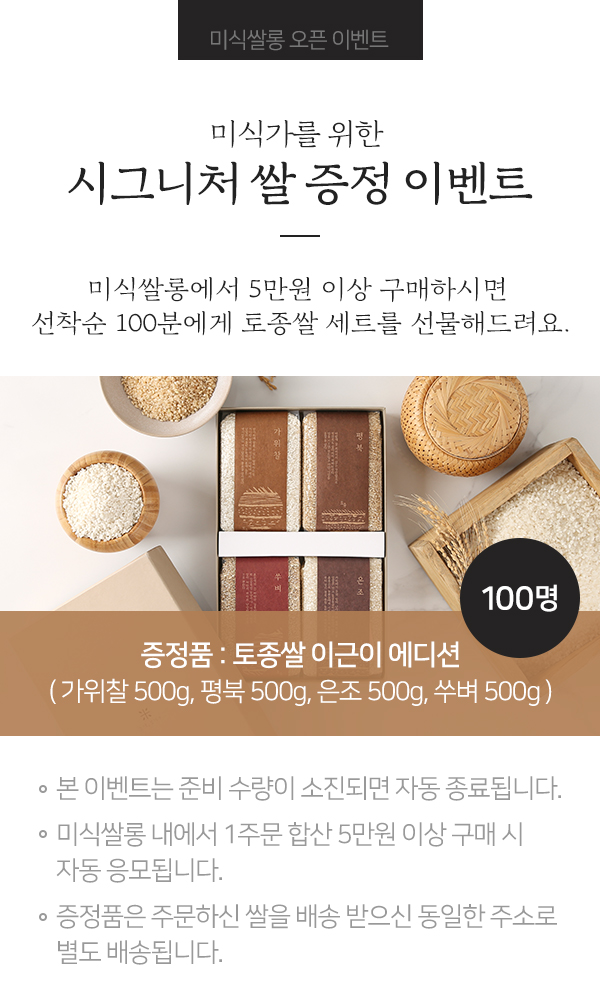 미식쌀롱 오픈 이벤트
미식가를 위한
시그니처 쌀 증정 이벤트
미식쌀롱에서 5만원 이상 구매하시면
선착순 100분에게 토종쌀 세트를 선물해드려요.
가위찰
평북
쑤벼
은조
100명
증정품 : 토종쌀 이근이 에디션
( 가위찰 500g, 평북 500g, 은조 500g, 쑤벼 500g )
본 이벤트는 준비 수량이 소진되면 자동 종료됩니다.
미식쌀롱 내에서 1주문 합산 5만원 이상 구매 시
자동 응모됩니다.
증정품은 주문하신 쌀을 배송 받으신 동일한 주소로
별도 배송됩니다.